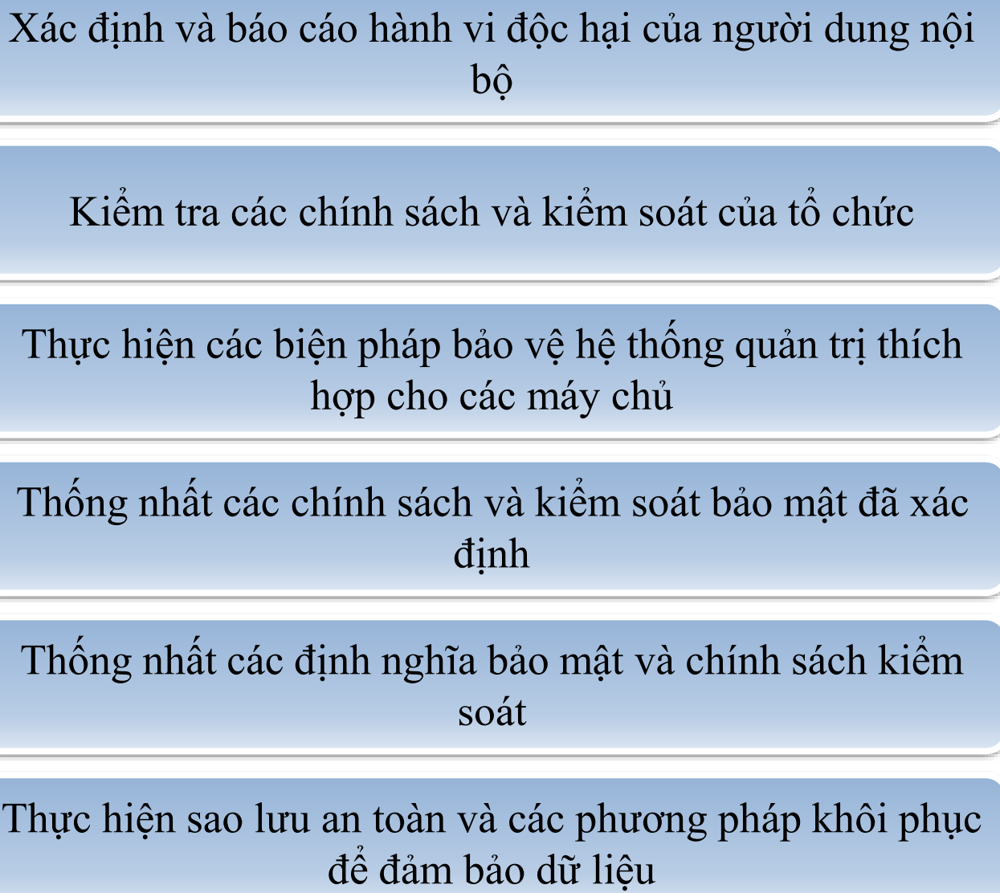 Xác định và báo cáo hành vi độc hại của người dung nội
bộ
Kiểm tra các chính sách và kiểm soát của tổ chức
Thực hiện các biện pháp bảo vệ hệ thống quản trị thích
hợp cho các máy chủ
Thống nhất các chính sách và kiểm soát bảo mật đã xác
định
Thống nhất các định nghĩa bảo mật và chính sách kiểm
soát
Thực hiện sao lưu an toàn và các phương pháp khôi phục
để đảm bảo dữ liệu